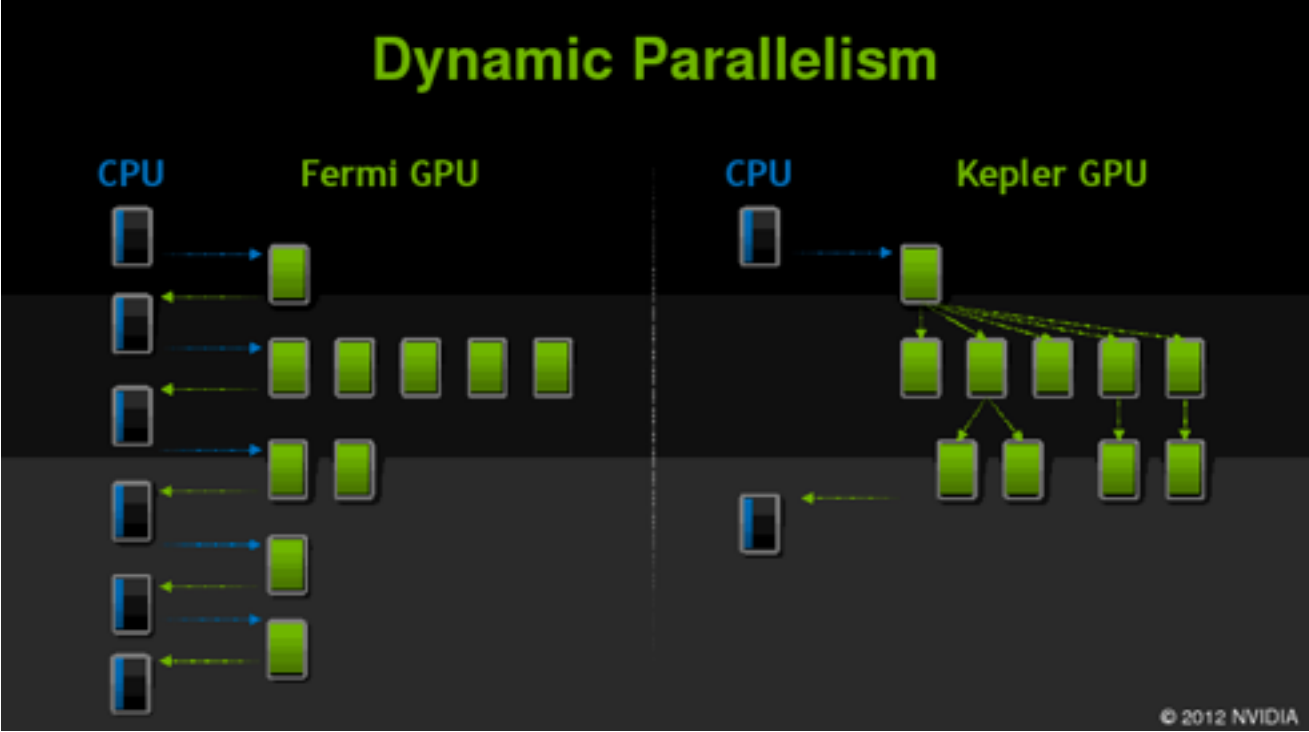 Dynamic Parallelism
CPU Fermi GPU CPU Kepler GPU
© 2012 NVIDIA